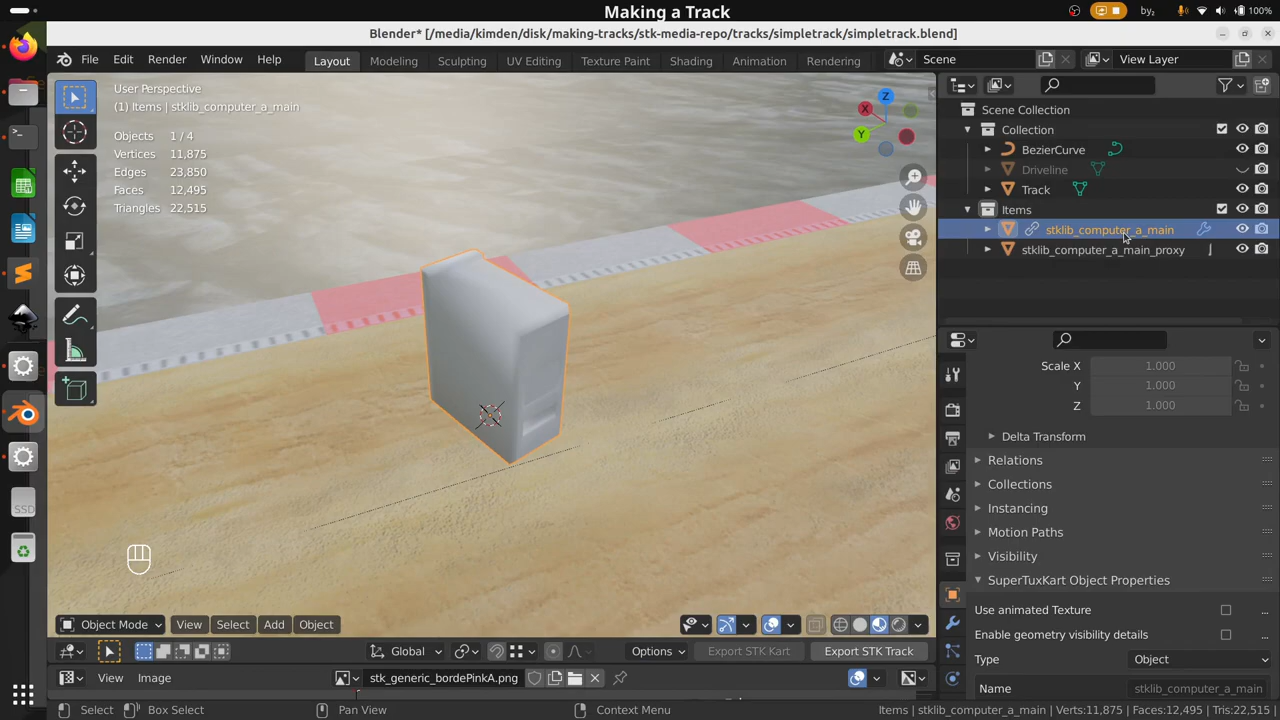 Making a Track
by₂
100%
Blender* [/media/kimden/disk/making-tracks/stk-media-repo/tracks/simpletrack/simpletrack.blend]
File Edit Render Window Help
Layout Modeling Sculpting UV Editing Texture Paint Shading Animation Rendering
Scene
View Layer
User Perspective
(1) Items | stklib_computer_a_main
Objects 1 / 4
Vertices 11,875
Edges 23,850
Faces 12,495
Triangles 22,515
X
Y
Z
Scene Collection
Collection
BezierCurve
Driveline
Track
Items
stklib_computer_a_main
stklib_computer_a_main_proxy
Scale X 1.000
Y 1.000
Z 1.000
Delta Transform
Relations
Collections
Instancing
Motion Paths
Visibility
SuperTuxKart Object Properties
Use animated Texture ...
Enable geometry visibility details ...
Type Object
Name stklib_computer_a_main
SSD
Object Mode View Select Add Object
Global Options Export STK Kart Export STK Track
View Image stk_generic_bordePinkA.png
Select Box Select Pan View Context Menu
Items | stklib_computer_a_main | Verts:11,875 | Faces:12,495 | Tris:22,515